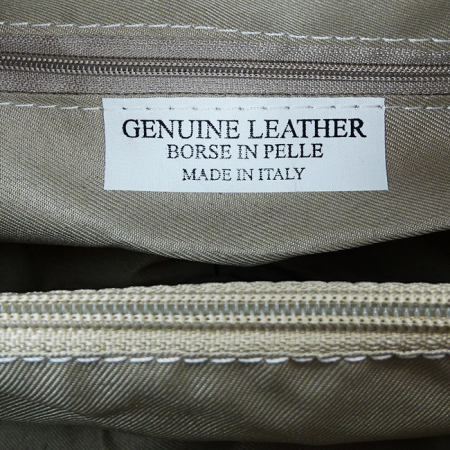 GENUINE LEATHER
BORSE IN PELLE
MADE IN ITALY